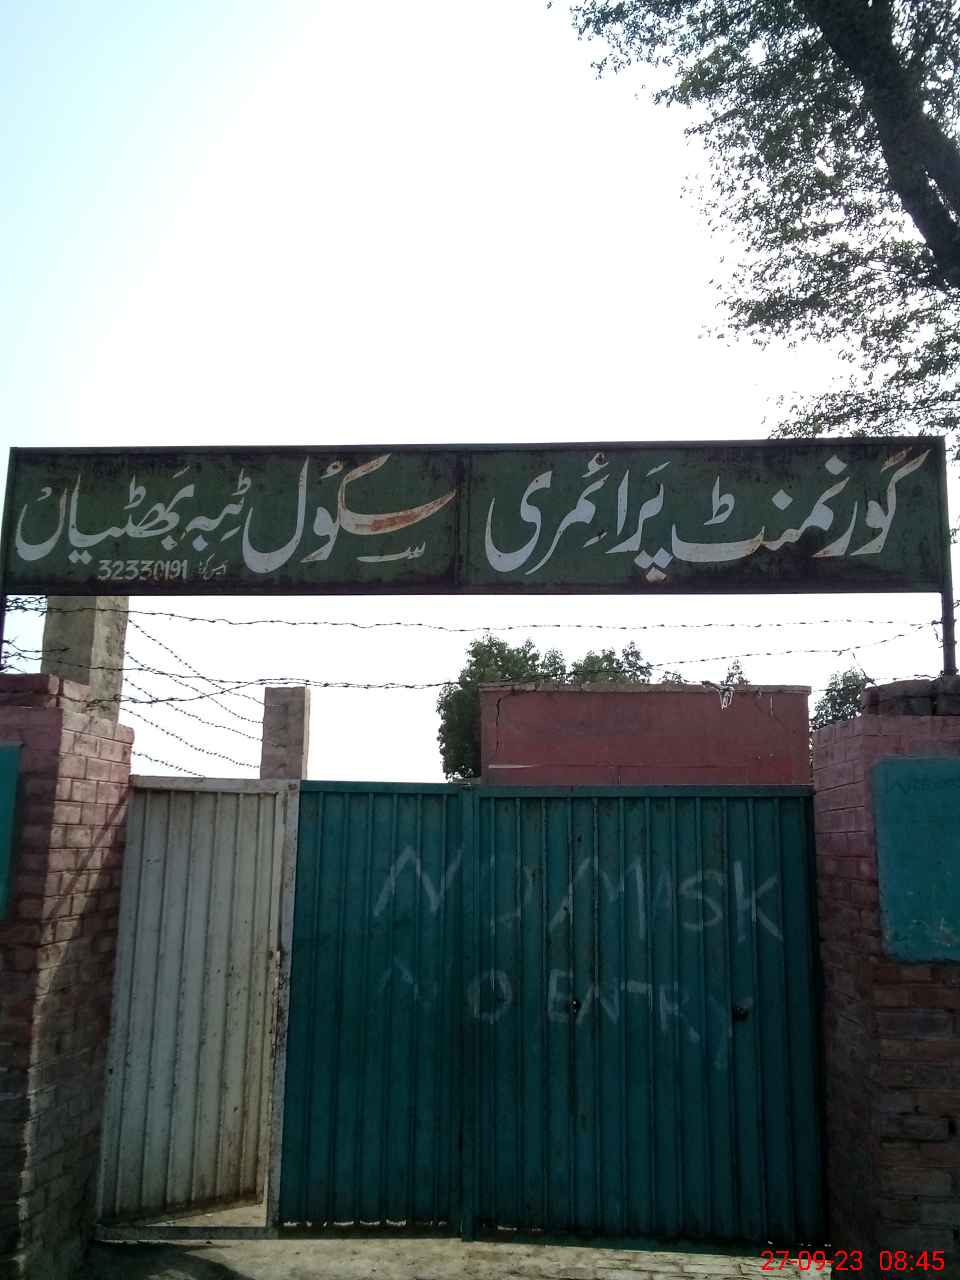 گورنمنٹ پرائمری سکول ٹبہ بھٹیاں
32330191
NO MASK
NO ENTRY
27-09-23 08:45